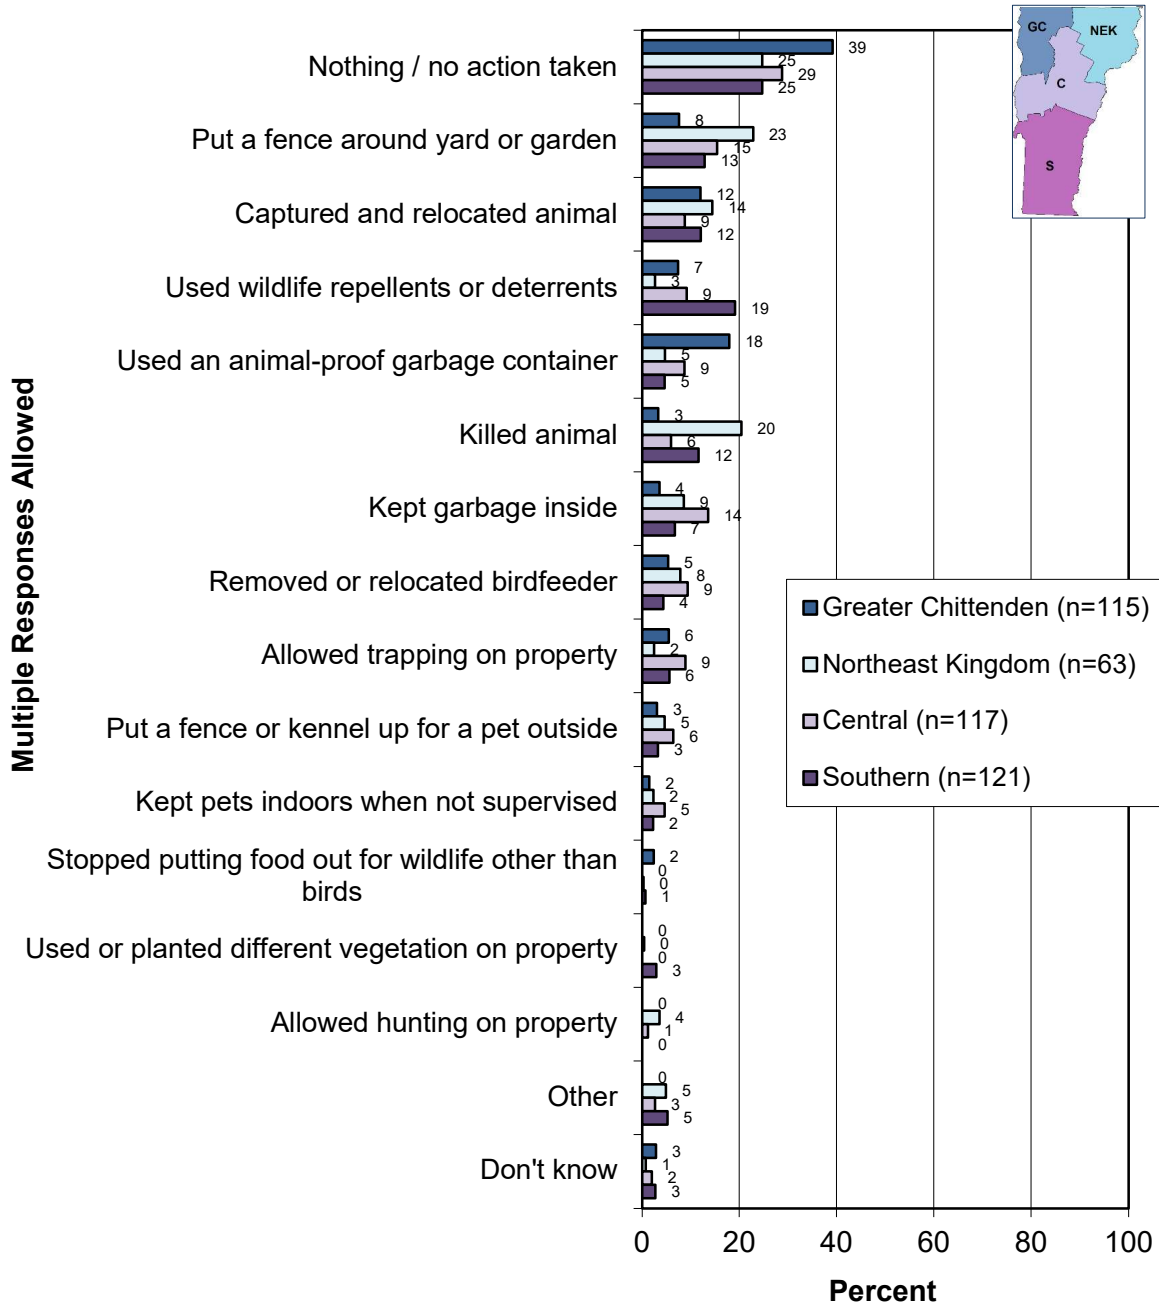 GC
NEK
C
S
Multiple Responses Allowed
Nothing / no action taken
39
25
29
25
Put a fence around yard or garden
8
23
15
13
Captured and relocated animal
12
14
9
12
Used wildlife repellents or deterrents
7
3
9
19
Used an animal-proof garbage container
18
5
9
5
Killed animal
3
20
6
12
Kept garbage inside
4
9
14
7
Removed or relocated birdfeeder
5
8
9
4
Allowed trapping on property
6
2
9
6
Put a fence or kennel up for a pet outside
3
5
6
3
Kept pets indoors when not supervised
2
2
5
2
Stopped putting food out for wildlife other than
birds
2
0
0
1
Used or planted different vegetation on property
0
0
0
3
Allowed hunting on property
0
4
1
0
Other
0
5
3
5
Don't know
3
1
2
3
Greater Chittenden (n=115)
Northeast Kingdom (n=63)
Central (n=117)
Southern (n=121)
0 20 40 60 80 100
Percent